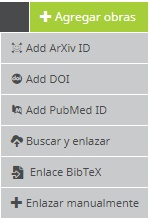 Agregar obras
Add ArXiv ID
Add DOI
Add PubMed ID
Buscar y enlazar
Enlace BibTeX
Enlazar manualmente